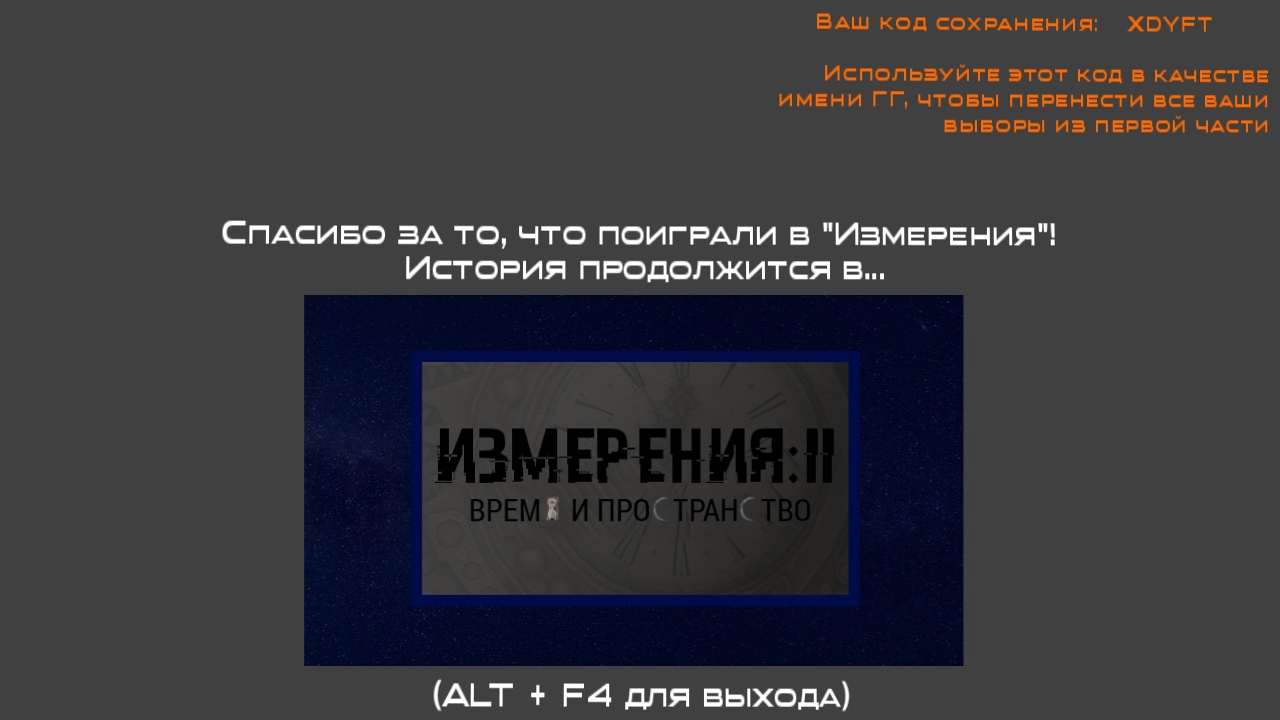 Ваш код сохранения: XDYFT
Используйте этот код в качестве
имени ГГ, чтобы перенести все ваши
выборы из первой части
Спасибо за то, что поиграли в "Измерения"!
История продолжится в...
ИЗМЕРЕНИЯ:II
ВРЕМЯ И ПРОСТРАНСТВО
(ALT + F4 для выхода)